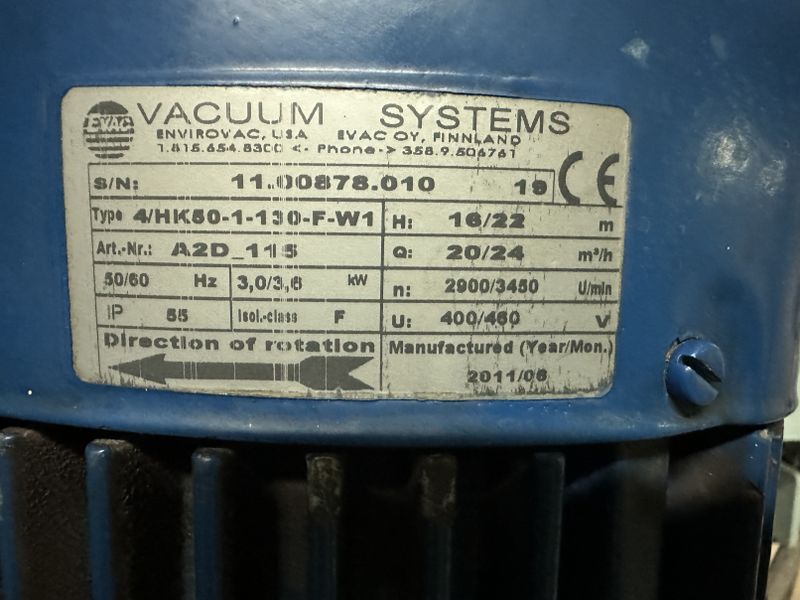 EVAC
VACUUM SYSTEMS
ENVIROVAC, USA EVAC OY, FINNLAND
1.815.654.8300 <- Phone-> 358.9.506761
S/N: 11.00878.010 19 CE
Type 4/HK50-1-130-F-W1 H: 16/22 m
Art.-Nr.: A2D_115 Q: 20/24 m³/h
50/60 Hz 3,0/3,6 kW n: 2900/3450 U/min
IP 55 Isol.-class F U: 400/460 V
Direction of rotation Manufactured (Year/Mon.)
2011/06